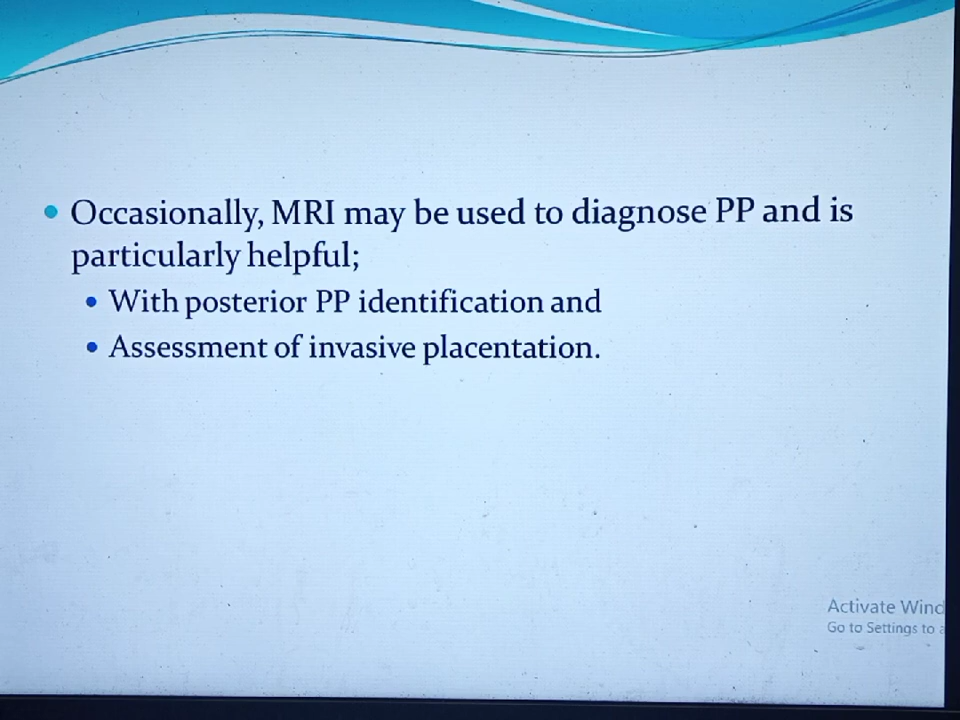 • Occasionally, MRI may be used to diagnose PP and is
particularly helpful;
• With posterior PP identification and
• Assessment of invasive placentation.
Activate Wind
Go to Settings to a